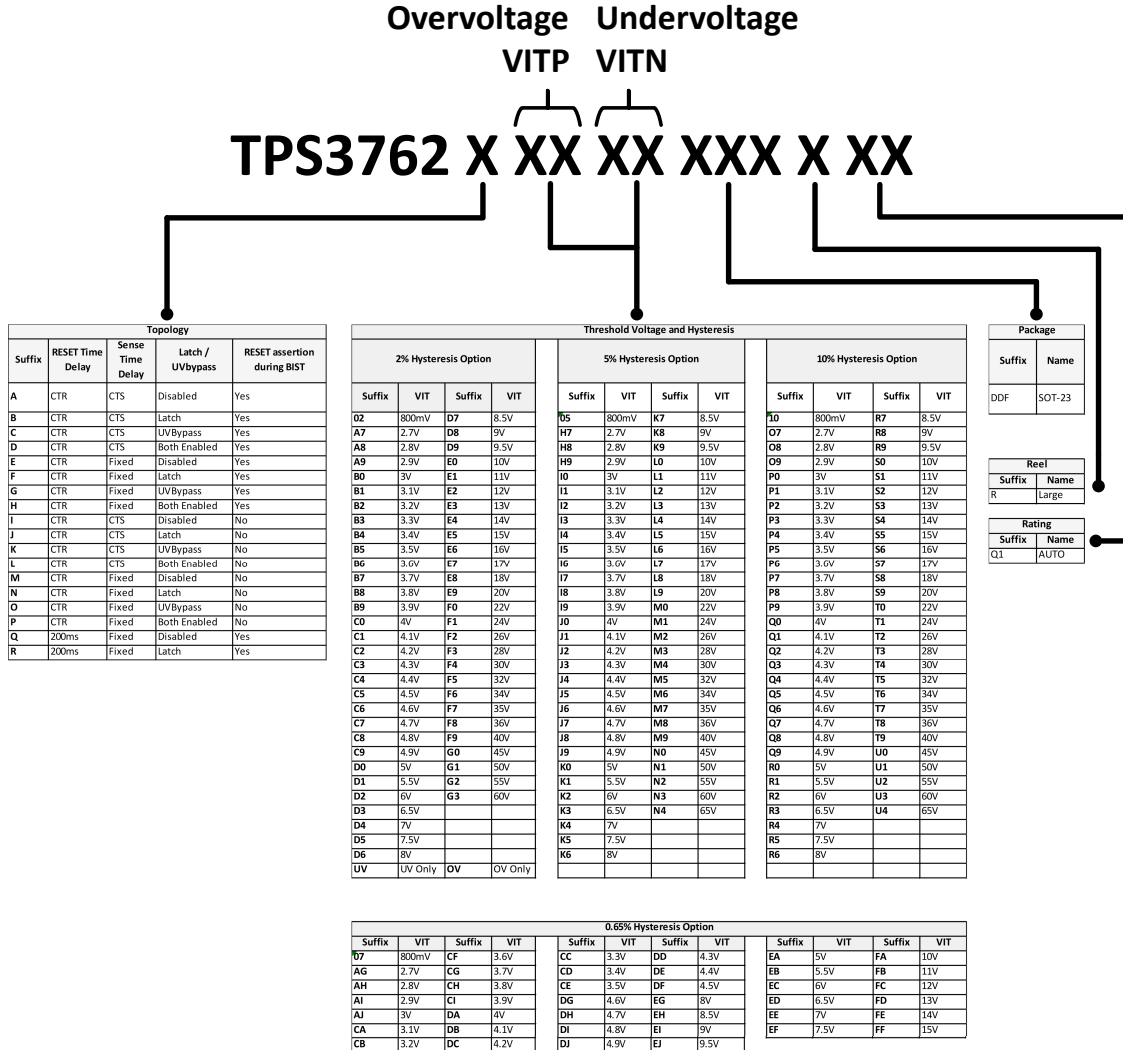 Overvoltage Undervoltage
VITP VITN
TPS3762 X XX XX XXX X XX
Topology
Suffix RESET Time Delay Sense Time Delay Latch / UVbypass RESET assertion during BIST
A CTR CTS Disabled Yes
B CTR CTS Latch Yes
C CTR CTS UVBypass Yes
D CTR CTS Both Enabled Yes
E CTR Fixed Disabled Yes
F CTR Fixed Latch Yes
G CTR Fixed UVBypass Yes
H CTR Fixed Both Enabled Yes
I CTR CTS Disabled No
J CTR CTS Latch No
K CTR CTS UVBypass No
L CTR CTS Both Enabled No
M CTR Fixed Disabled No
N CTR Fixed Latch No
O CTR Fixed UVBypass No
P CTR Fixed Both Enabled No
Q 200ms Fixed Disabled Yes
R 200ms Fixed Latch Yes
Threshold Voltage and Hysteresis
2% Hysteresis Option 5% Hysteresis Option 10% Hysteresis Option
Suffix VIT Suffix VIT Suffix VIT Suffix VIT Suffix VIT Suffix VIT
02 800mV D7 8.5V 05 800mV K7 8.5V 10 800mV R7 8.5V
A7 2.7V D8 9V H7 2.7V K8 9V O7 2.7V R8 9V
A8 2.8V D9 9.5V H8 2.8V K9 9.5V O8 2.8V R9 9.5V
A9 2.9V E0 10V H9 2.9V L0 10V O9 2.9V S0 10V
B0 3V E1 11V I0 3V L1 11V P0 3V S1 11V
B1 3.1V E2 12V I1 3.1V L2 12V P1 3.1V S2 12V
B2 3.2V E3 13V I2 3.2V L3 13V P2 3.2V S3 13V
B3 3.3V E4 14V I3 3.3V L4 14V P3 3.3V S4 14V
B4 3.4V E5 15V I4 3.4V L5 15V P4 3.4V S5 15V
B5 3.5V E6 16V I5 3.5V L6 16V P5 3.5V S6 16V
B6 3.6V E7 17V I6 3.6V L7 17V P6 3.6V S7 17V
B7 3.7V E8 18V I7 3.7V L8 18V P7 3.7V S8 18V
B8 3.8V E9 20V I8 3.8V L9 20V P8 3.8V S9 20V
B9 3.9V F0 22V I9 3.9V M0 22V P9 3.9V T0 22V
C0 4V F1 24V J0 4V M1 24V Q0 4V T1 24V
C1 4.1V F2 26V J1 4.1V M2 26V Q1 4.1V T2 26V
C2 4.2V F3 28V J2 4.2V M3 28V Q2 4.2V T3 28V
C3 4.3V F4 30V J3 4.3V M4 30V Q3 4.3V T4 30V
C4 4.4V F5 32V J4 4.4V M5 32V Q4 4.4V T5 32V
C5 4.5V F6 34V J5 4.5V M6 34V Q5 4.5V T6 34V
C6 4.6V F7 35V J6 4.6V M7 35V Q6 4.6V T7 35V
C7 4.7V F8 36V J7 4.7V M8 36V Q7 4.7V T8 36V
C8 4.8V F9 40V J8 4.8V M9 40V Q8 4.8V T9 40V
C9 4.9V G0 45V J9 4.9V N0 45V Q9 4.9V U0 45V
D0 5V G1 50V K0 5V N1 50V R0 5V U1 50V
D1 5.5V G2 55V K1 5.5V N2 55V R1 5.5V U2 55V
D2 6V G3 60V K2 6V N3 60V R2 6V U3 60V
D3 6.5V K3 6.5V N4 65V R3 6.5V U4 65V
D4 7V K4 7V R4 7V
D5 7.5V K5 7.5V R5 7.5V
D6 8V K6 8V R6 8V
UV UV Only OV OV Only
Package
Suffix Name
DDF SOT-23
Reel
Suffix Name
R Large
Rating
Suffix Name
Q1 AUTO
0.65% Hysteresis Option
Suffix VIT Suffix VIT Suffix VIT Suffix VIT Suffix VIT Suffix VIT
07 800mV CF 3.6V CC 3.3V DD 4.3V EA 5V FA 10V
AG 2.7V CG 3.7V CD 3.4V DE 4.4V EB 5.5V FB 11V
AH 2.8V CH 3.8V CE 3.5V DF 4.5V EC 6V FC 12V
AI 2.9V CI 3.9V DG 4.6V EG 8V ED 6.5V FD 13V
AJ 3V DA 4V DH 4.7V EH 8.5V EE 7V FE 14V
CA 3.1V DB 4.1V DI 4.8V EI 9V EF 7.5V FF 15V
CB 3.2V DC 4.2V DJ 4.9V EJ 9.5V